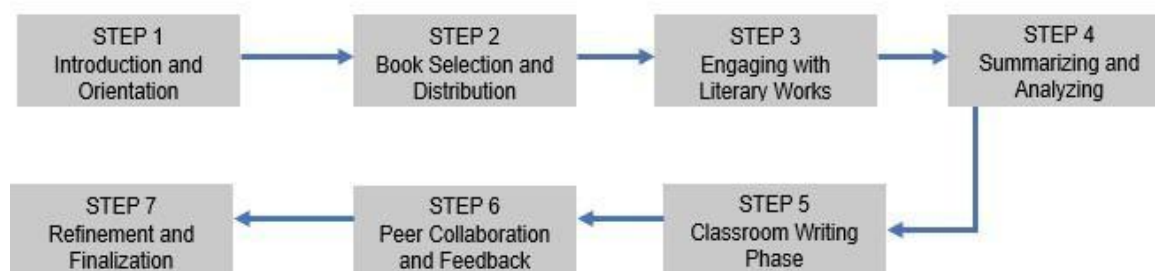 STEP 1
Introduction and
Orientation
STEP 2
Book Selection and
Distribution
STEP 3
Engaging with
Literary Works
STEP 4
Summarizing and
Analyzing
STEP 5
Classroom Writing
Phase
STEP 6
Peer Collaboration
and Feedback
STEP 7
Refinement and
Finalization